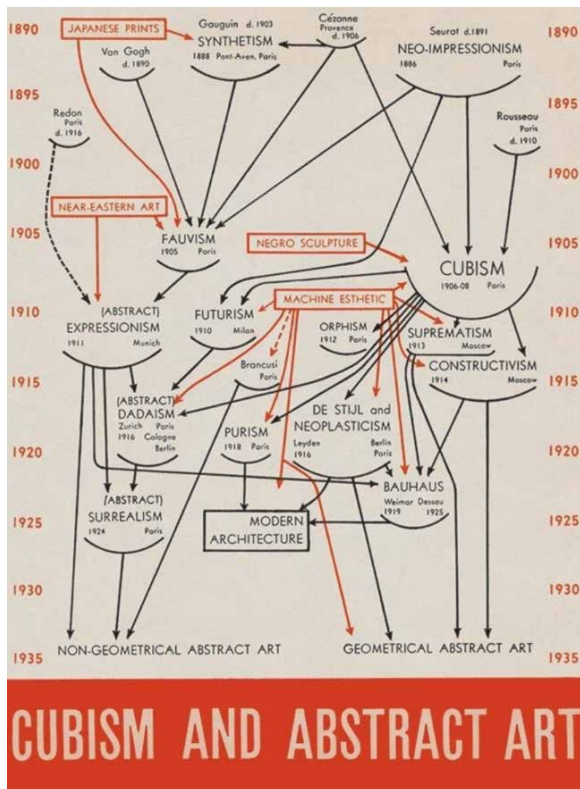 1890
JAPANESE PRINTS
Van Gogh
d. 1890
Gauguin d. 1903
SYNTHETISM
1888 Pont-Aven, Paris
Cézanne
Provence
d. 1906
Seurat d.1891
NEO-IMPRESSIONISM
1886 Paris
1890
1895
Redon
Paris
d. 1916
Rousseau
Paris
d. 1910
1895
1900
1900
NEAR-EASTERN ART
1905
FAUVISM
1905 Paris
NEGRO SCULPTURE
CUBISM
1906-08 Paris
1905
1910
(ABSTRACT)
EXPRESSIONISM
1911 Munich
FUTURISM
1910 Milan
MACHINE ESTHETIC
ORPHISM
1912 Paris
SUPREMATISM
1913 Moscow
1910
Brancusi
Paris
CONSTRUCTIVISM
1914 Moscow
1915
(ABSTRACT)
DADAISM
Zurich Paris
1916 Cologne
Berlin
PURISM
1918 Paris
DE STIJL and
NEOPLASTICISM
Leyden Berlin
1916 Paris
1915
1920
BAUHAUS
Weimar Dessau
1919 1925
1920
(ABSTRACT)
SURREALISM
1924 Paris
MODERN
ARCHITECTURE
1925
1925
1930
1930
1935
NON-GEOMETRICAL ABSTRACT ART
GEOMETRICAL ABSTRACT ART
1935
CUBISM AND ABSTRACT ART